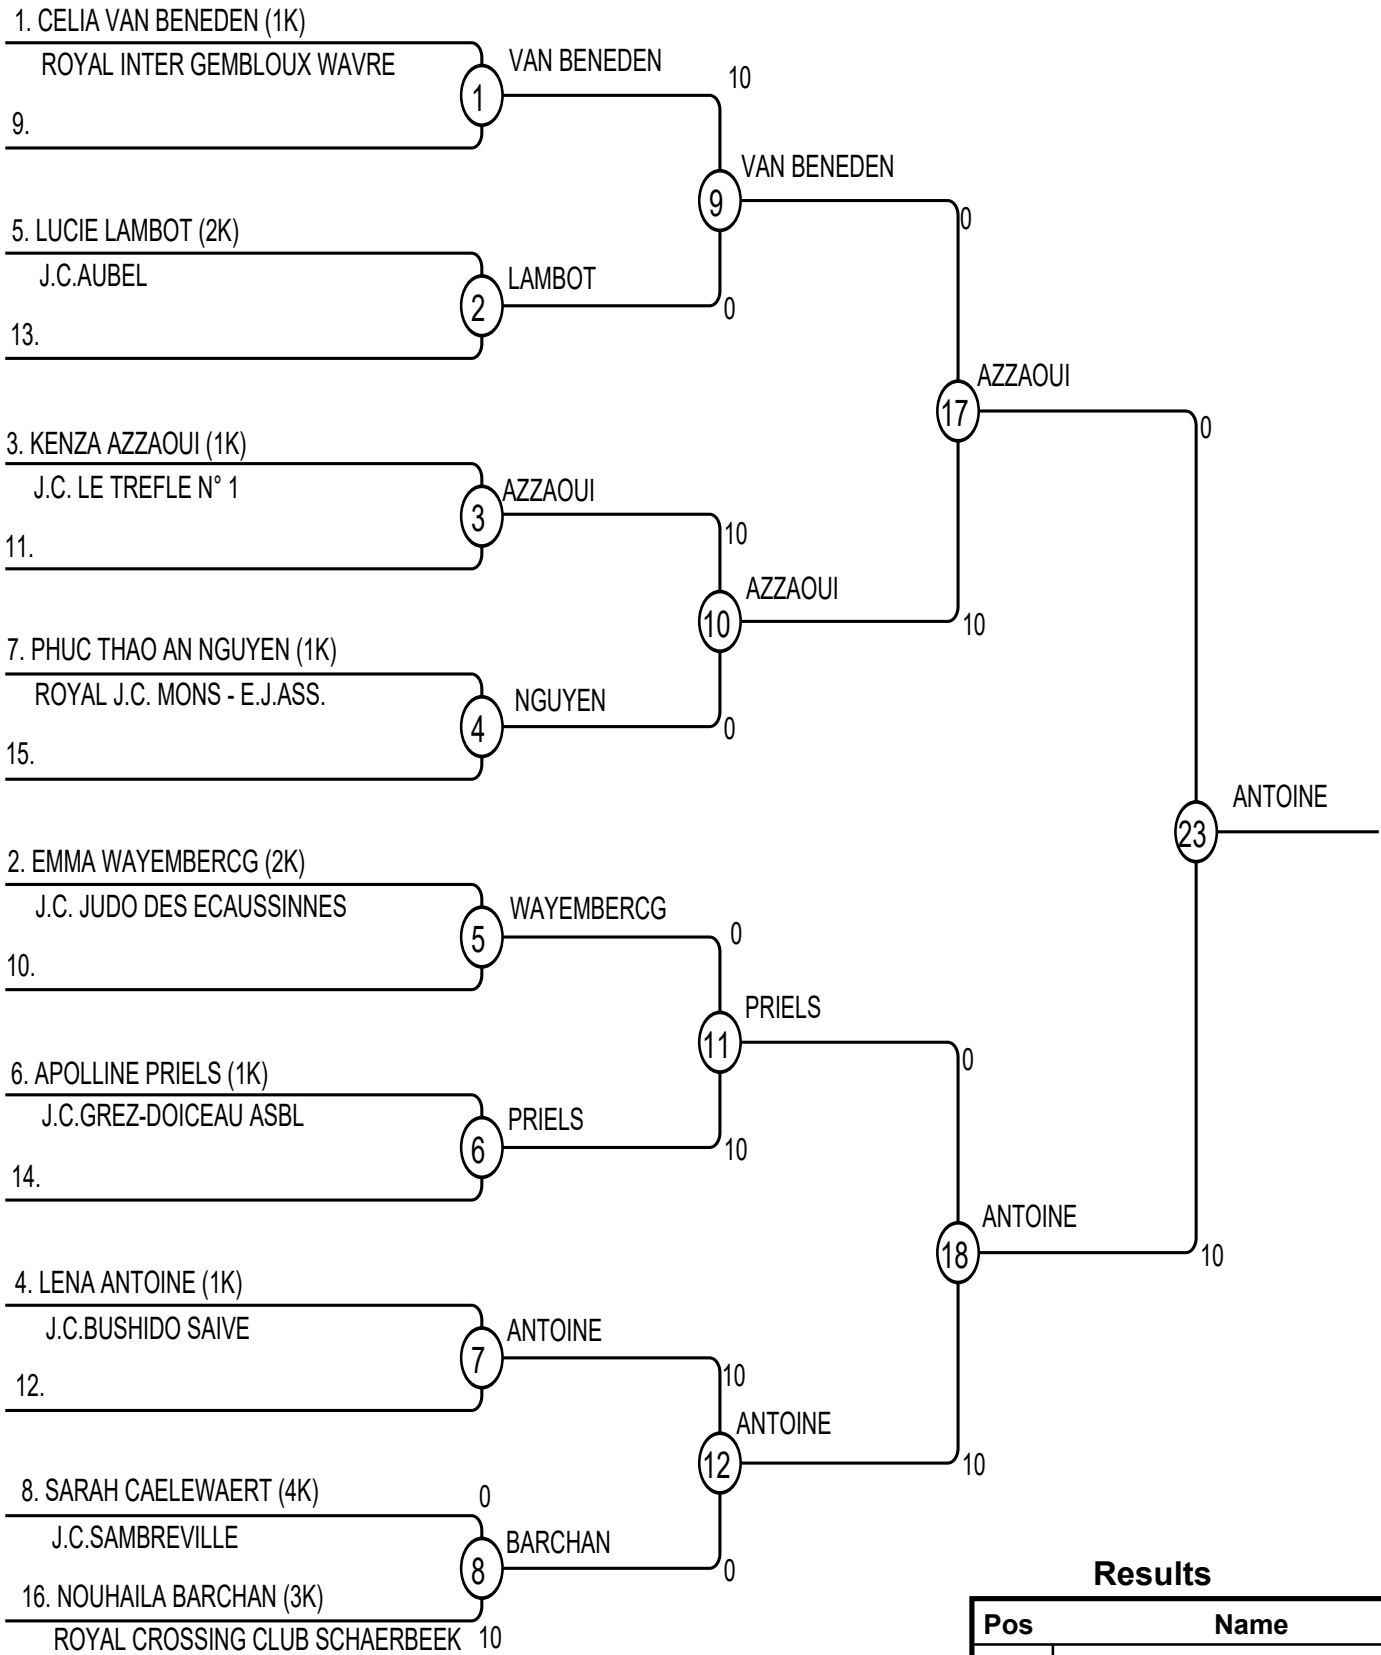 1. CELIA VAN BENEDEN (1K)
ROYAL INTER GEMBLOUX WAVRE
9.
1
VAN BENEDEN
10
5. LUCIE LAMBOT (2K)
J.C.AUBEL
13.
2
LAMBOT
0
9
VAN BENEDEN
0
3. KENZA AZZAOUI (1K)
J.C. LE TREFLE N° 1
11.
3
AZZAOUI
10
7. PHUC THAO AN NGUYEN (1K)
ROYAL J.C. MONS - E.J.ASS.
15.
4
NGUYEN
0
10
AZZAOUI
10
17
AZZAOUI
0
2. EMMA WAYEMBERCG (2K)
J.C. JUDO DES ECAUSSINNES
10.
5
WAYEMBERCG
0
6. APOLLINE PRIELS (1K)
J.C.GREZ-DOICEAU ASBL
14.
6
PRIELS
10
11
PRIELS
0
4. LENA ANTOINE (1K)
J.C.BUSHIDO SAIVE
12.
7
ANTOINE
10
8. SARAH CAELEWAERT (4K)
0
J.C.SAMBREVILLE
16. NOUHAILA BARCHAN (3K)
ROYAL CROSSING CLUB SCHAERBEEK
10
8
BARCHAN
0
12
ANTOINE
10
18
ANTOINE
10
23
ANTOINE
Results
Pos Name